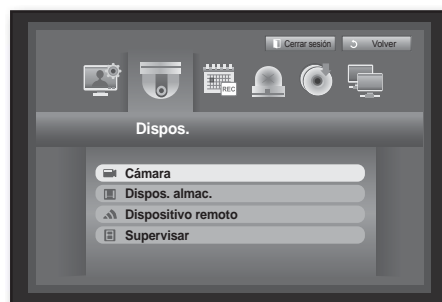 Cerrar sesión Volver
REC
Dispos.
Cámara
Dispos. almac.
Dispositivo remoto
Supervisar